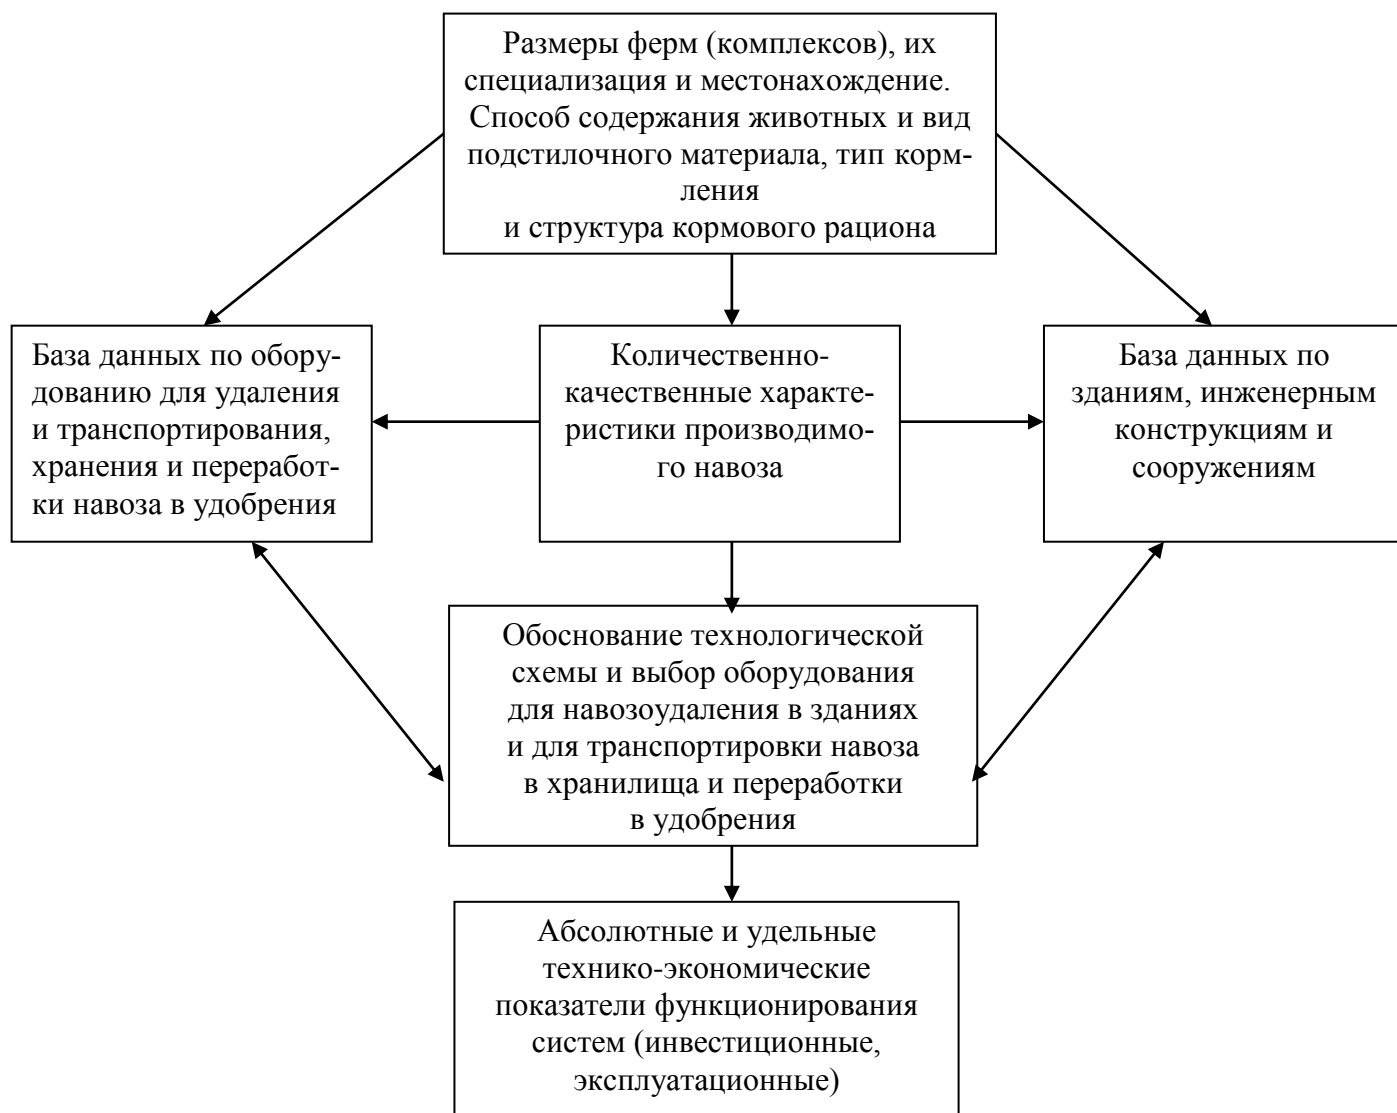 Размеры ферм (комплексов), их
специализация и местонахождение.
Способ содержания животных и вид
подстилочного материала, тип корм-
ления
и структура кормового рациона
База данных по обору-
дованию для удаления
и транспортирования,
хранения и переработ-
ки навоза в удобрения
Количественно-
качественные характе-
ристики производимо-
го навоза
База данных по
зданиям, инженерным
конструкциям и
сооружениям
Обоснование технологической
схемы и выбор оборудования
для навозоудаления в зданиях
и для транспортировки навоза
в хранилища и переработки
в удобрения
Абсолютные и удельные
технико-экономические
показатели функционирования
систем (инвестиционные,
эксплуатационные)